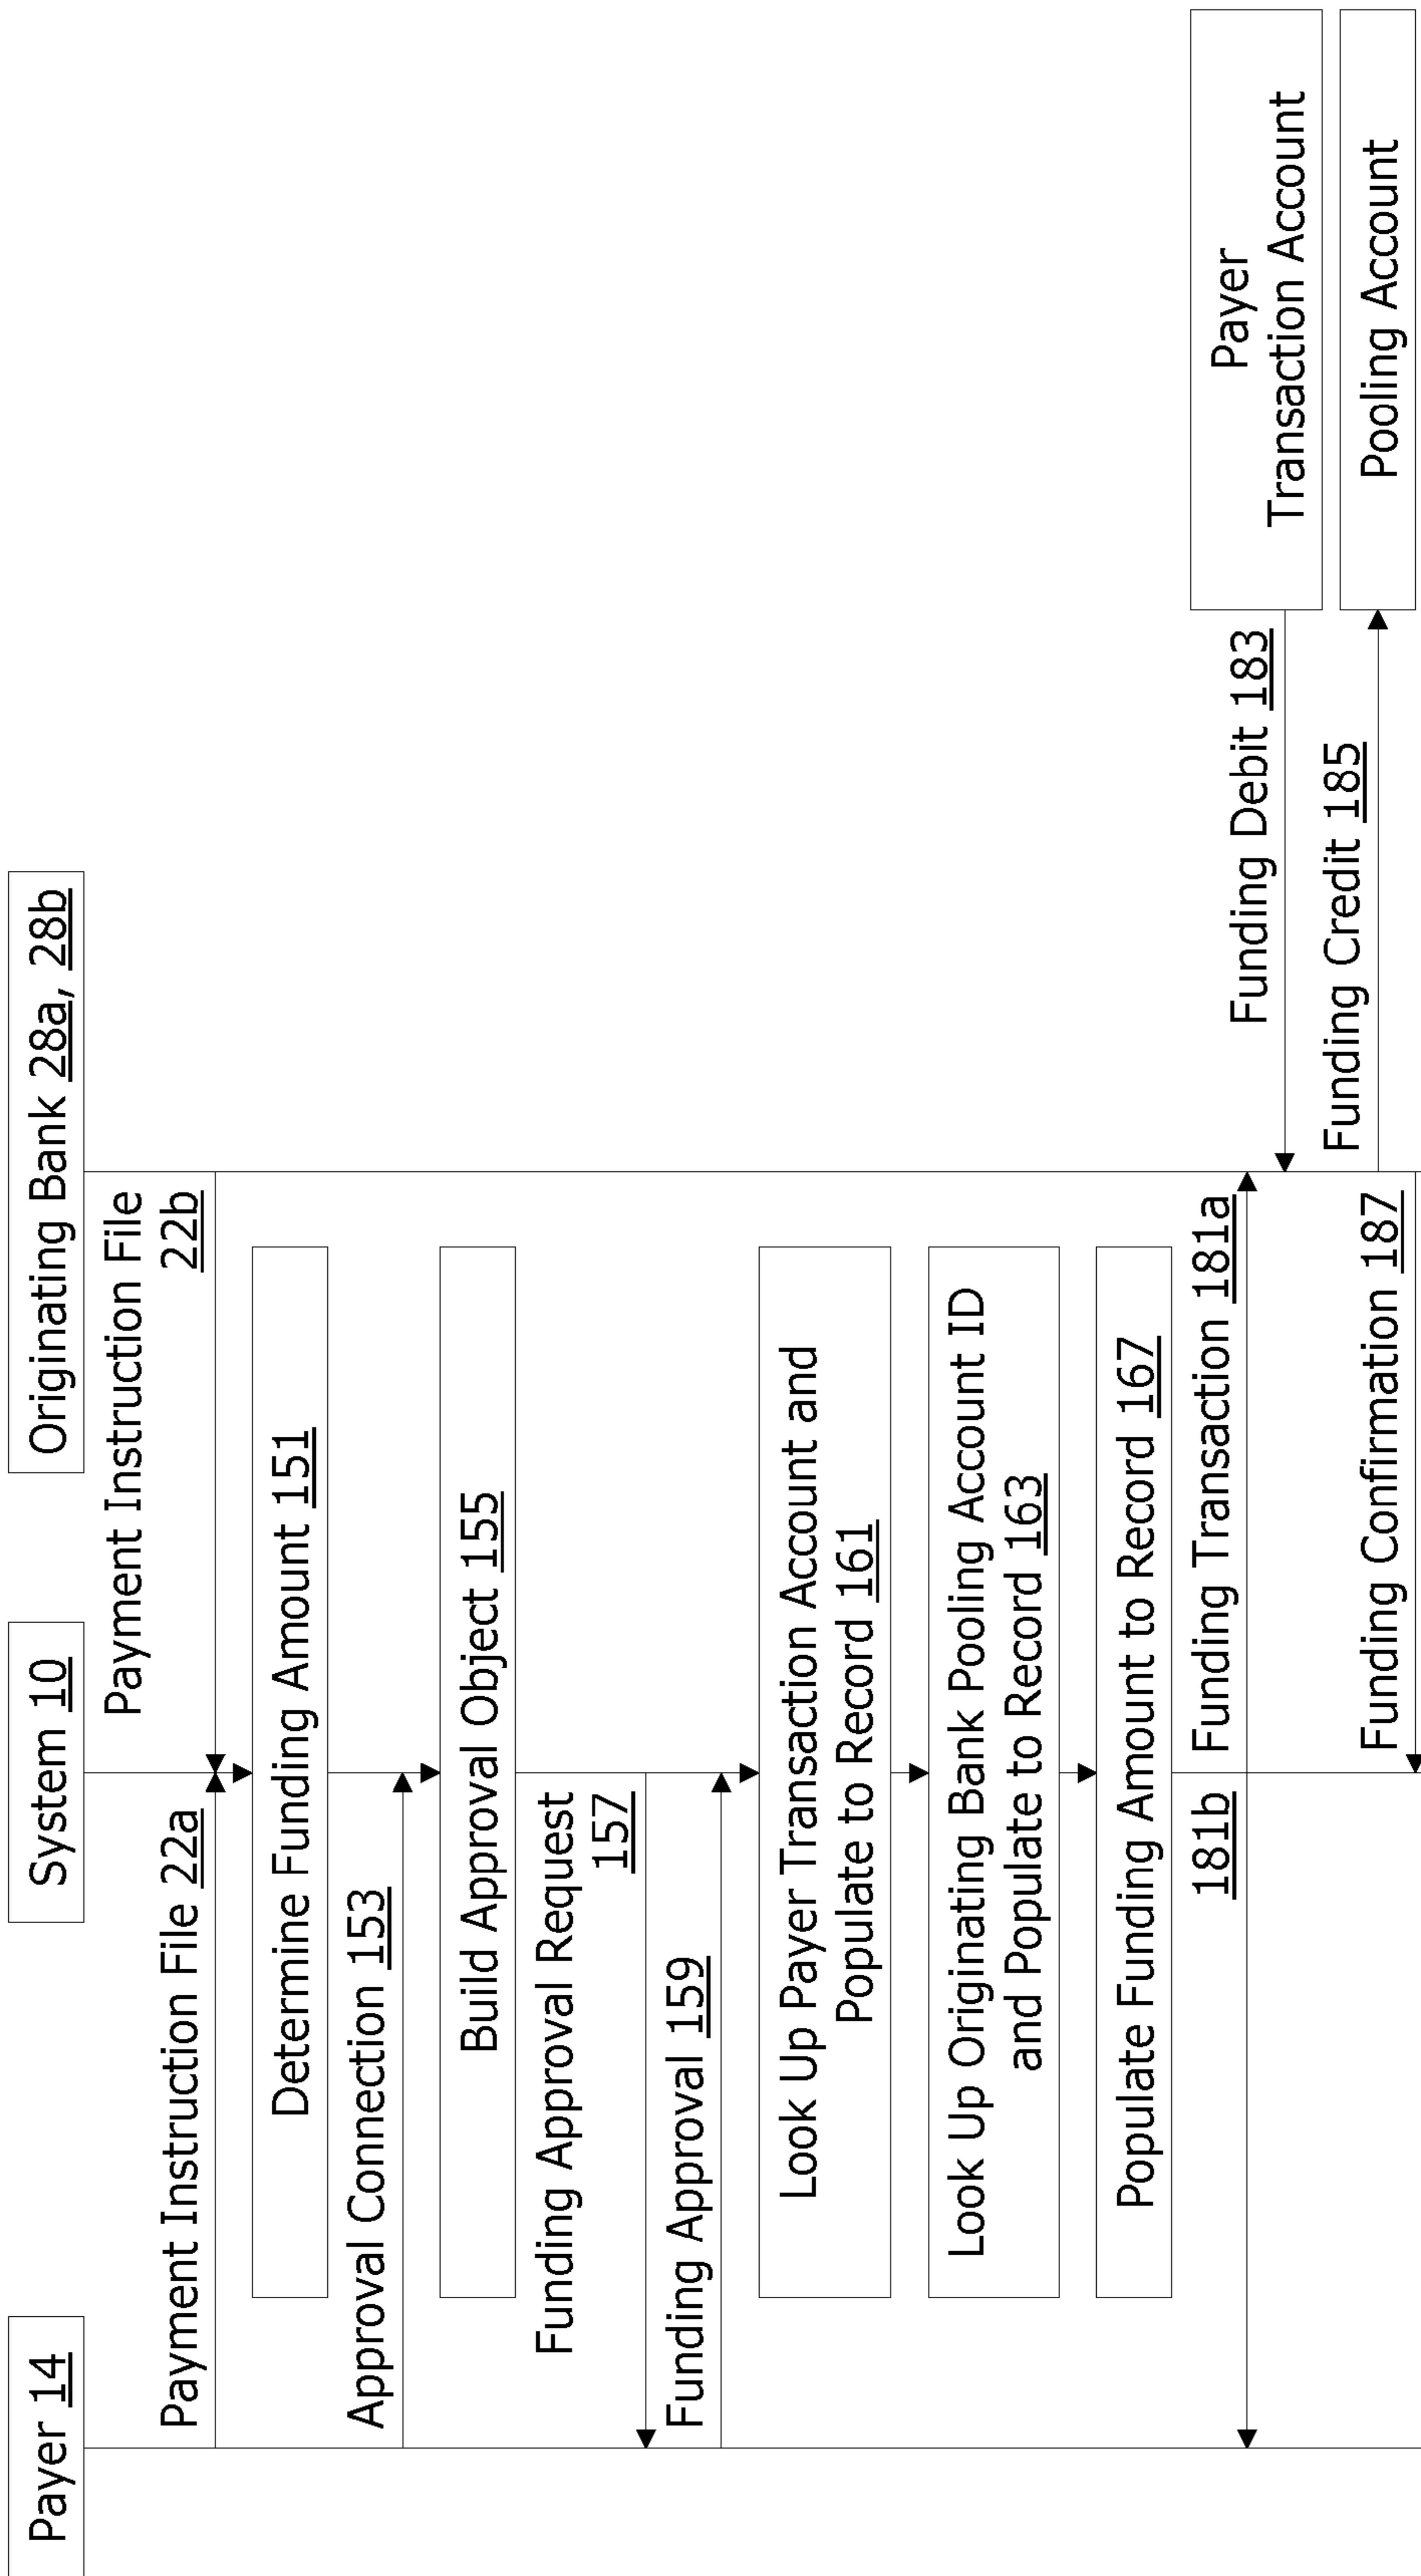 Payer 14
System 10
Originating Bank 28a, 28b
Payment Instruction File
22b
Payment Instruction File 22a
Determine Funding Amount 151
Approval Connection 153
Build Approval Object 155
Funding Approval Request
157
Funding Approval 159
Look Up Payer Transaction Account and
Populate to Record 161
Look Up Originating Bank Pooling Account ID
and Populate to Record 163
Populate Funding Amount to Record 167
181b
Funding Transaction 181a
Payer
Transaction Account
Funding Debit 183
Funding Credit 185
Pooling Account
Funding Confirmation 187